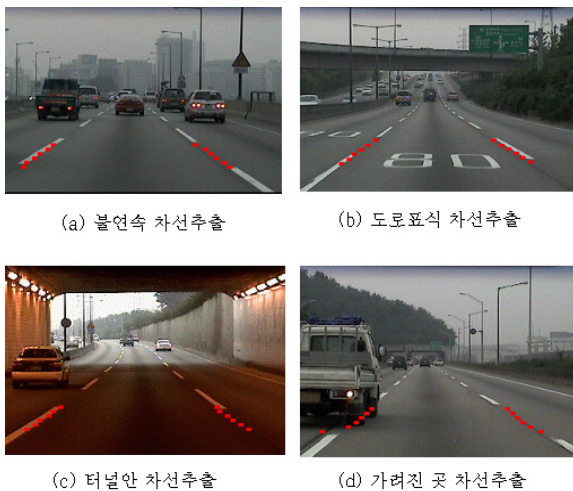 80
(a) 불연속 차선추출
(b) 도로표식 차선추출
(c) 터널안 차선추출
(d) 가려진 곳 차선추출